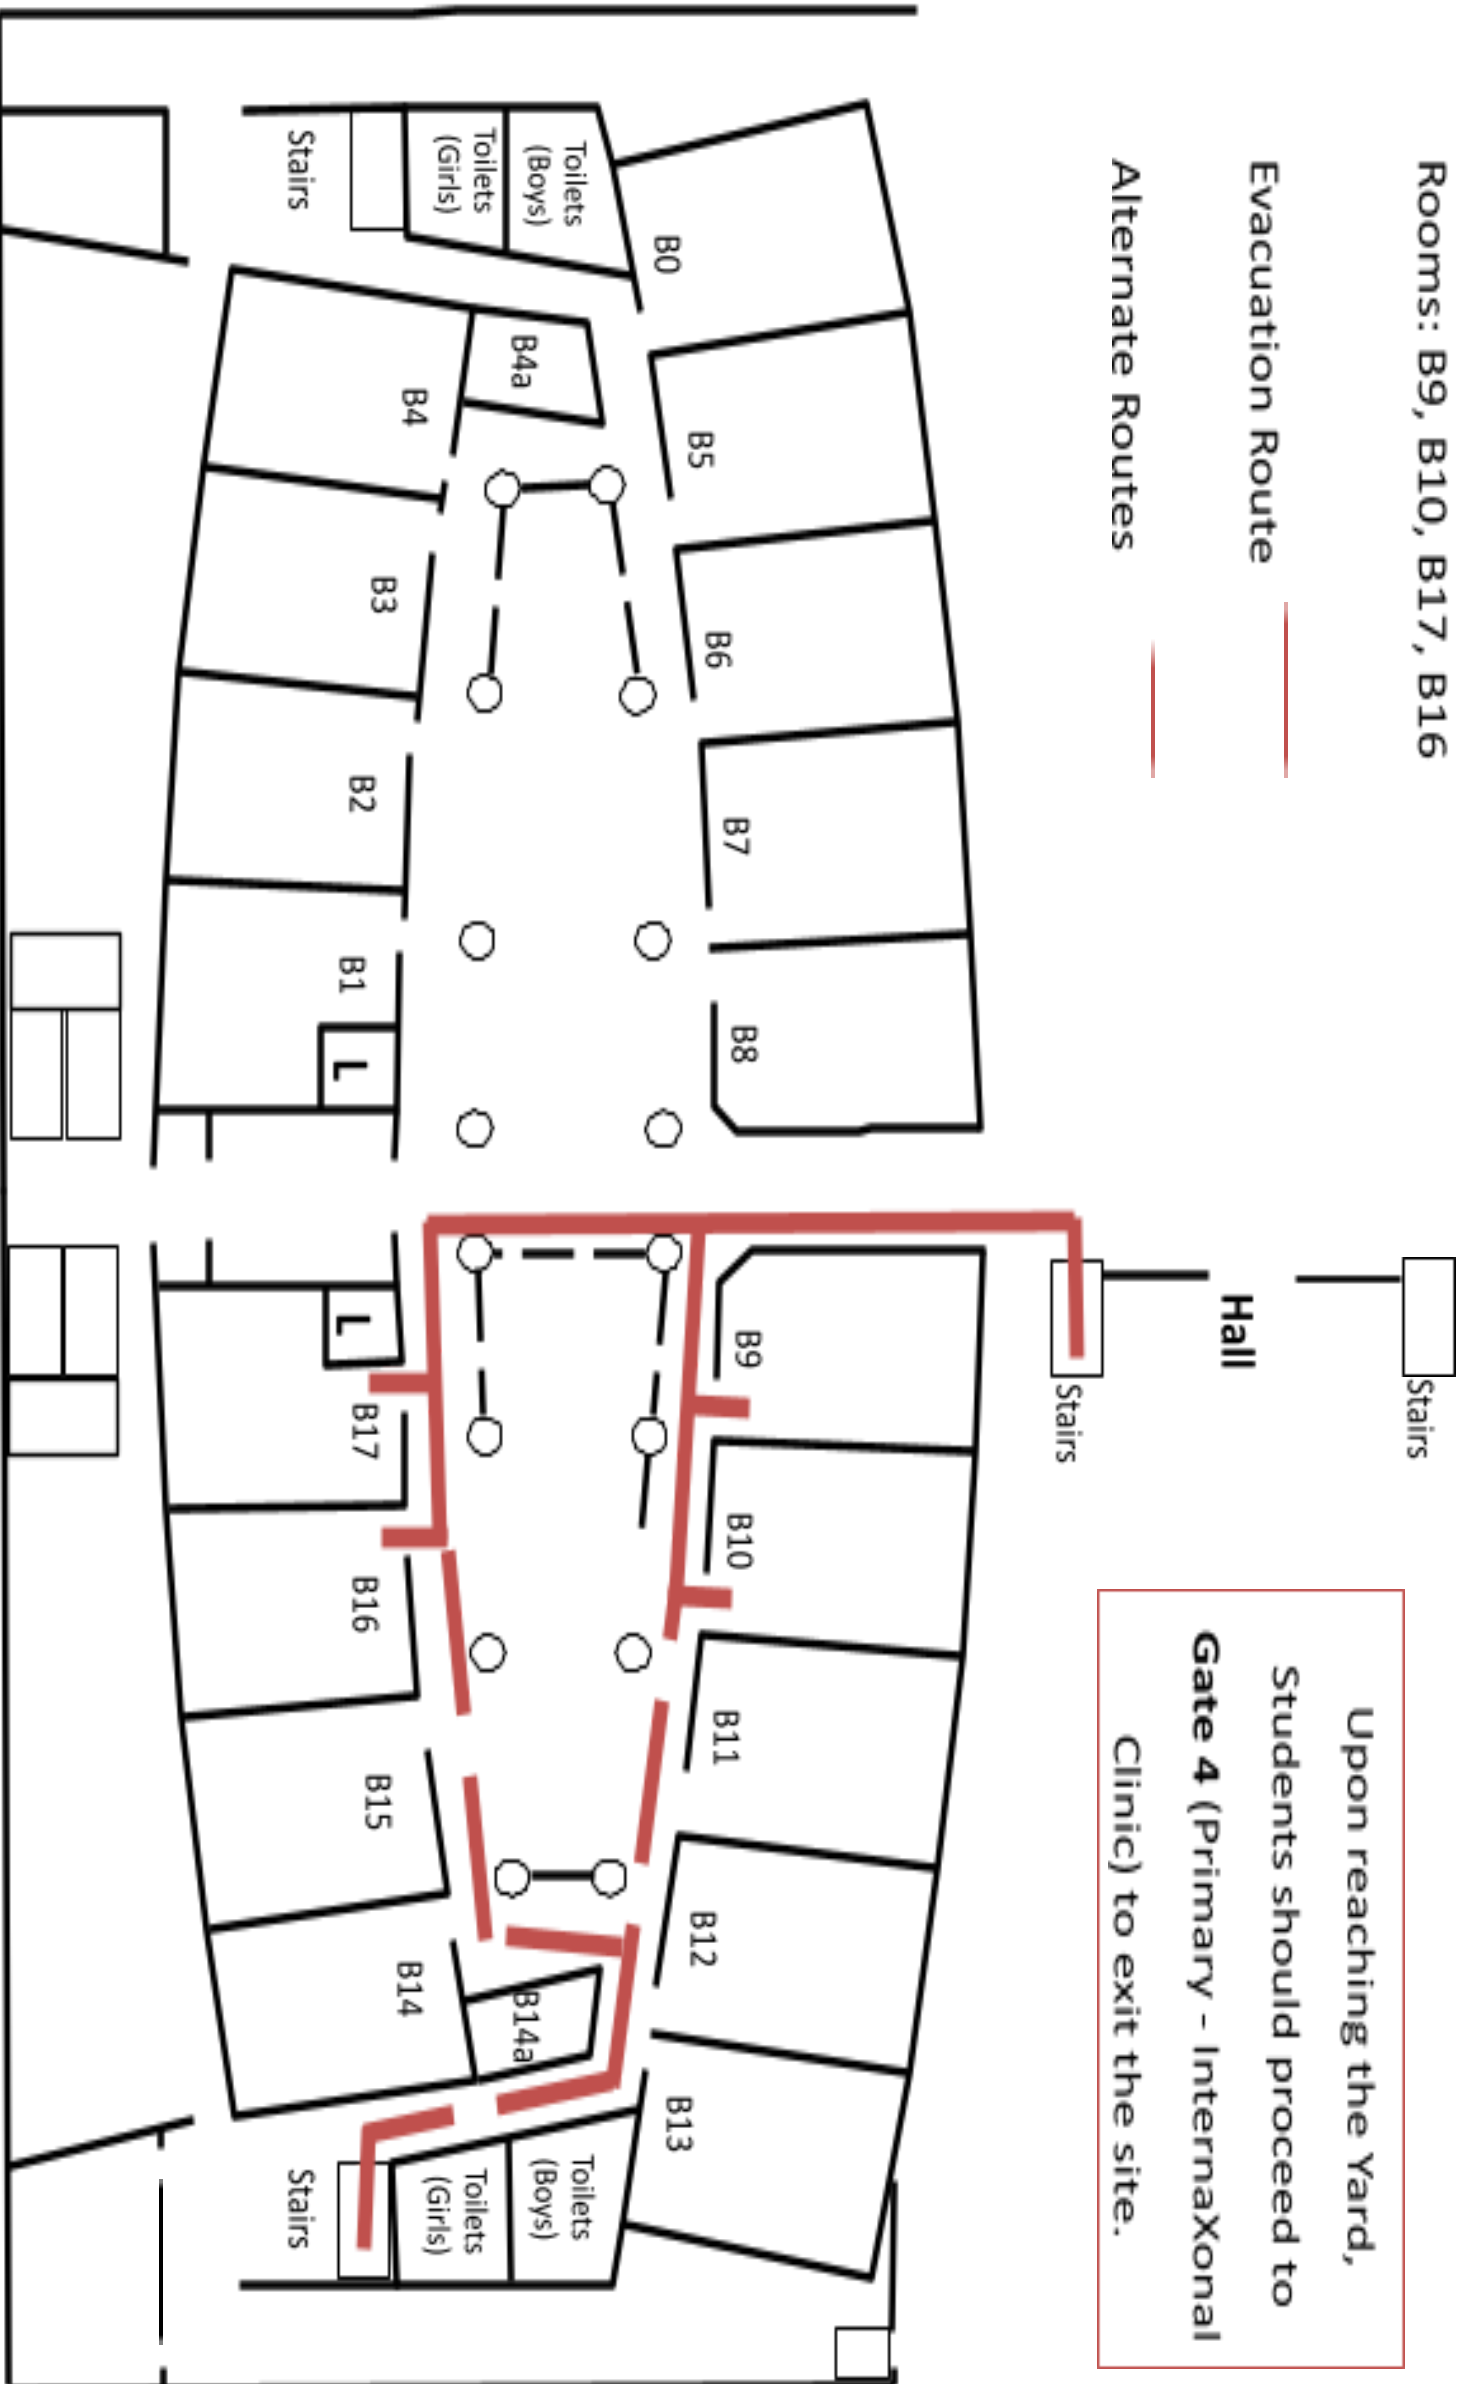 Rooms: B9, B10, B17, B16
Evacuation Route
Alternate Routes
Upon reaching the Yard,
Students should proceed to
Gate 4 (Primary – InternaXonal
Clinic) to exit the site.
Stairs
Hall
Stairs
B0
B5
B6
B7
B8
B9
B10
B11
B12
B13
Toilets
(Boys)
Toilets
(Girls)
Stairs
B4a
B4
B3
B2
B1
L
L
B17
B16
B15
B14
B14a
Toilets
(Boys)
Toilets
(Girls)
Stairs